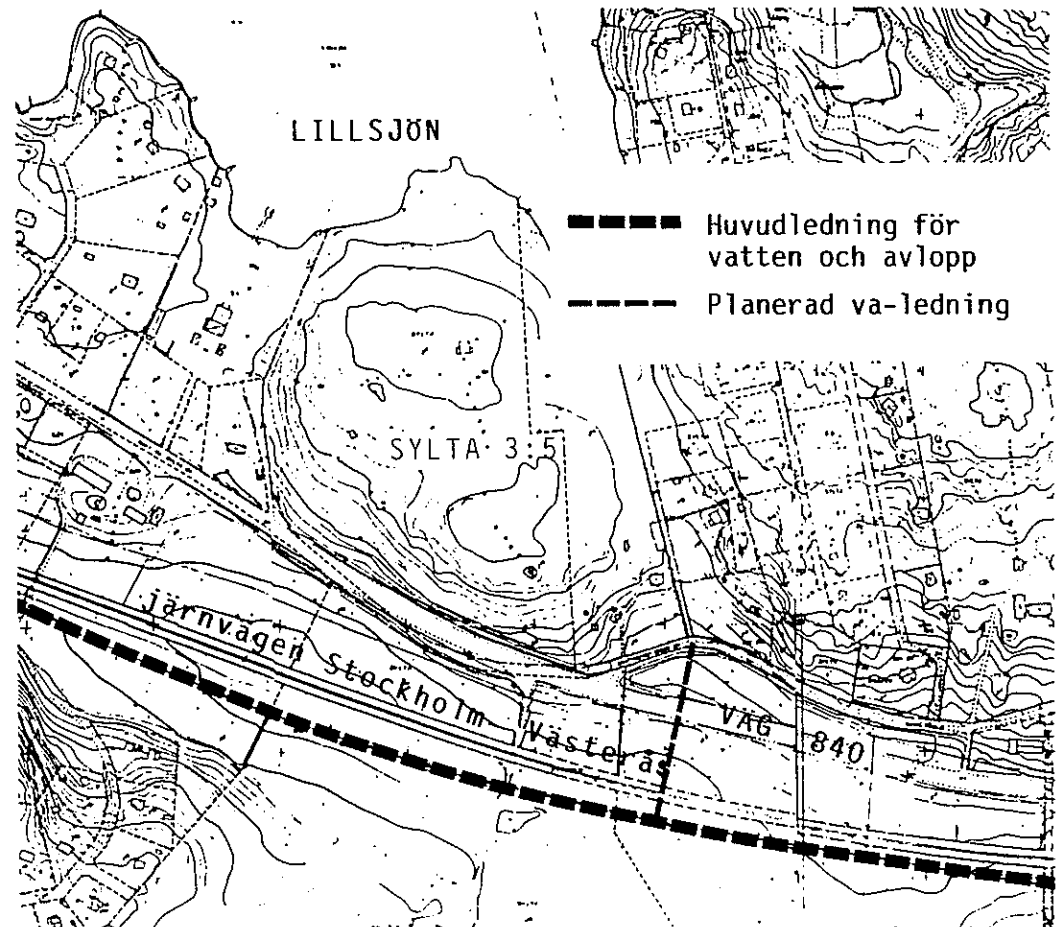 LILLSJÖN
Huvudledning för
vatten och avlopp
Planerad va-ledning
SYLTA 3:5
järnvägen Stockholm Västerås
VÄG 840